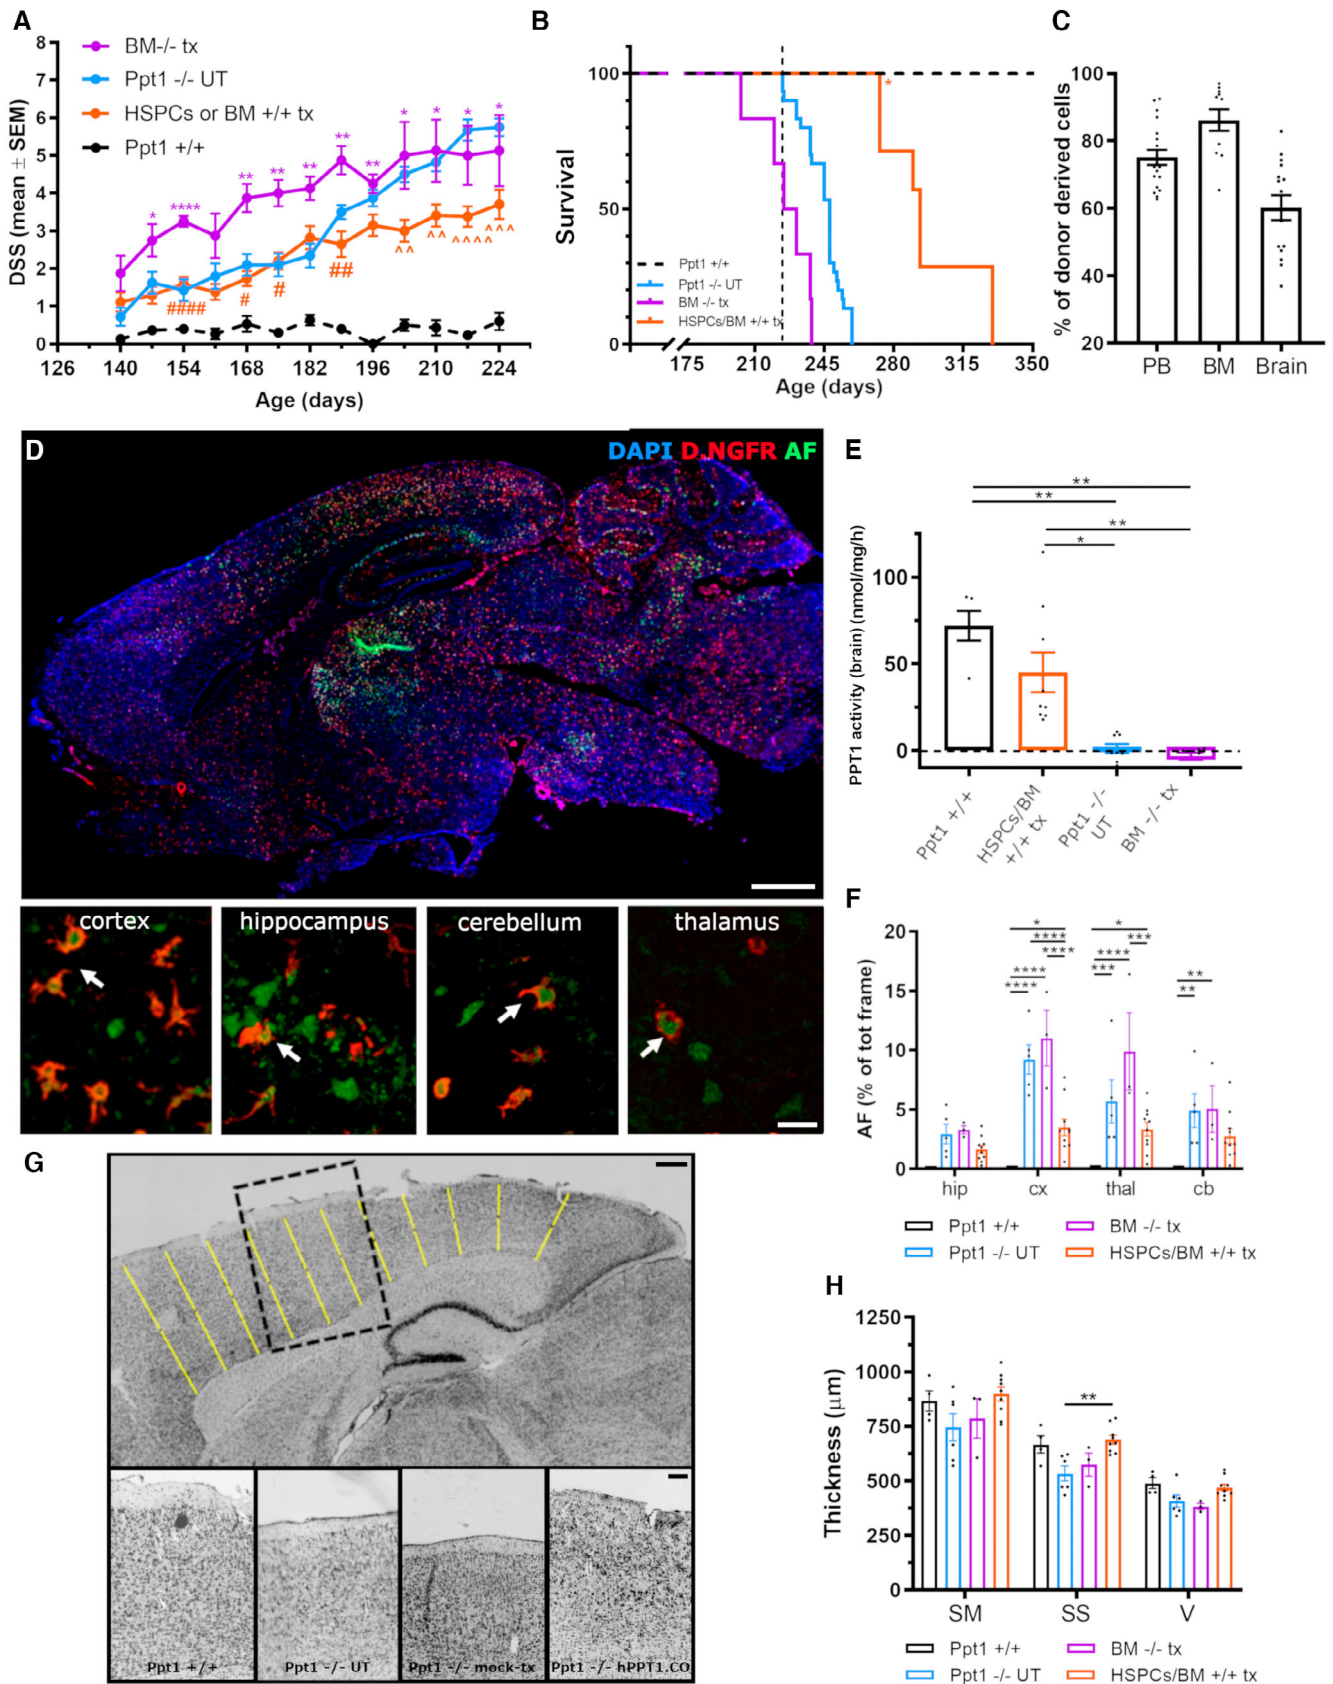 A
DSS (mean ± SEM)
8
7
6
5
4
3
2
1
0
BM-/- tx
Ppt1 -/- UT
HSPCs or BM +/+ tx
Ppt1 +/+
*
****
**
**
**
**
**
*
*
*
*
####
#
#
##
^^
^^
^^^^
^^^
126 140 154 168 182 196 210 224
Age (days)
B
Survival
100
50
0
*
Ppt1 +/+
Ppt1 -/- UT
BM -/- tx
HSPCs/BM +/+ tx
175 210 245 280 315 350
Age (days)
C
% of donor derived cells
100
80
60
40
20
PB BM Brain
D
DAPI D.NGFR AF
cortex
hippocampus
cerebellum
thalamus
E
PPT1 activity (brain) (nmol/mg/h)
**
**
**
*
100
50
0
Ppt1 +/+
HSPCs/BM
+/+ tx
Ppt1 -/-
UT
BM -/- tx
F
AF (% of tot frame)
20
15
10
5
0
*
****
****
****
****
*
***
****
***
**
**
hip cx thal cb
Ppt1 +/+
BM -/- tx
Ppt1 -/- UT
HSPCs/BM +/+ tx
G
Ppt1 +/+
Ppt1 -/- UT
Ppt1 -/- mock-tx
Ppt1 -/- hPPT1.CO
H
Thickness (µm)
1250
1000
750
500
250
0
**
SM SS V
Ppt1 +/+
BM -/- tx
Ppt1 -/- UT
HSPCs/BM +/+ tx